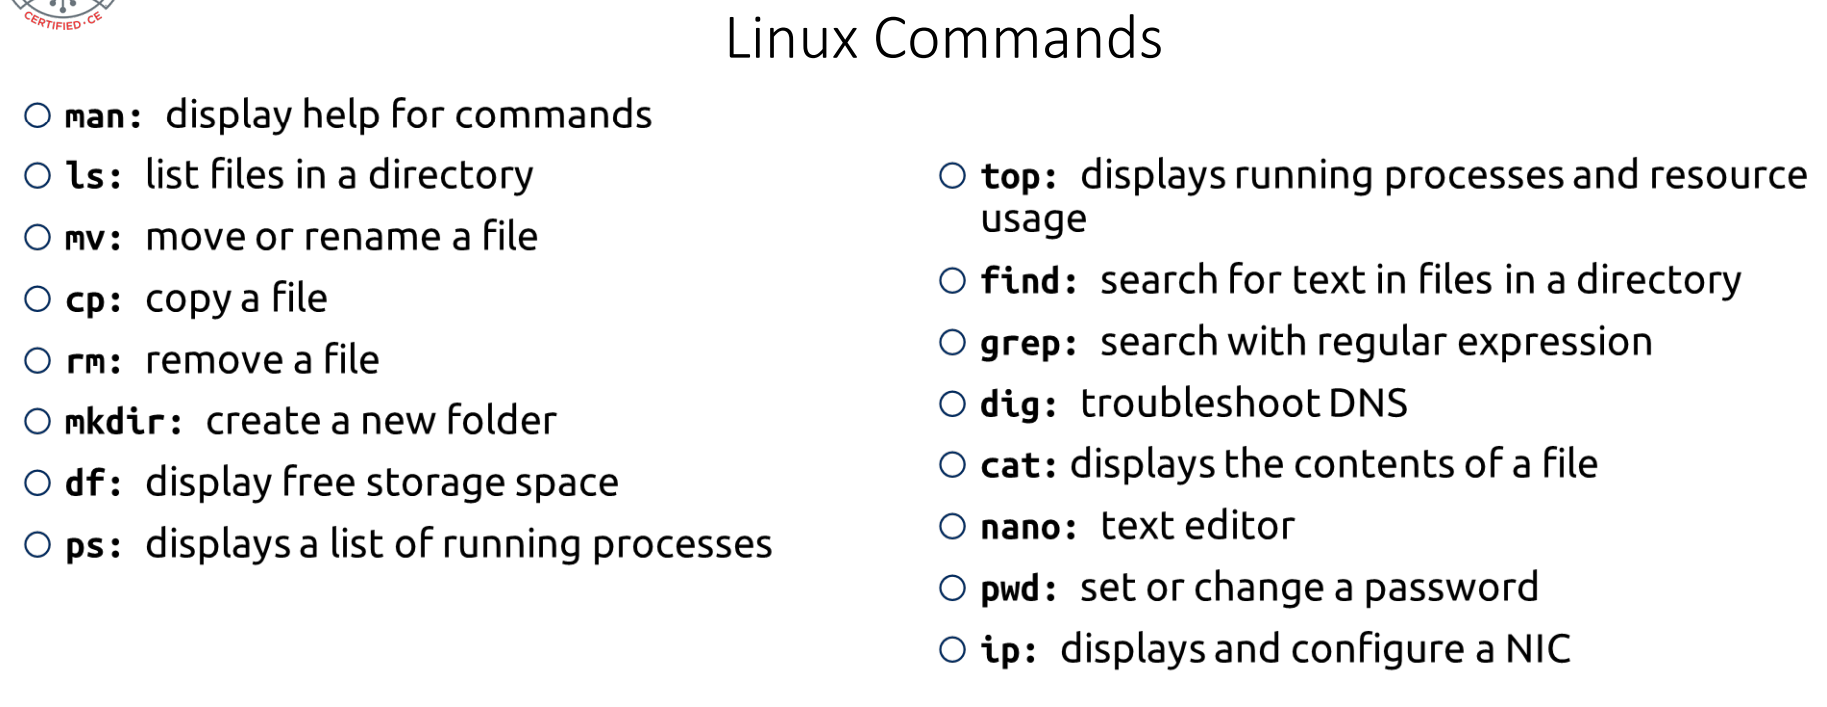 CERTIFIED·CE
Linux Commands
man: display help for commands
ls: list files in a directory
mv: move or rename a file
cp: copy a file
rm: remove a file
mkdir: create a new folder
df: display free storage space
ps: displays a list of running processes
top: displays running processes and resource
usage
find: search for text in files in a directory
grep: search with regular expression
dig: troubleshoot DNS
cat: displays the contents of a file
nano: text editor
pwd: set or change a password
ip: displays and configure a NIC